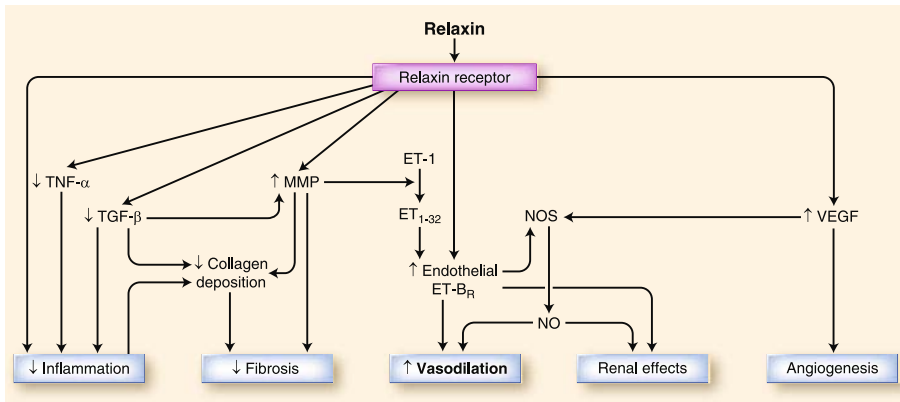 Relaxin
Relaxin receptor
ET-1
↓ TNF-α
↑ MMP
↓ TGF-β
ET1-32
NOS
↑ VEGF
↓ Collagen
deposition
↑ Endothelial
ET-BR
NO
↓ Inflammation
↓ Fibrosis
↑ Vasodilation
Renal effects
Angiogenesis